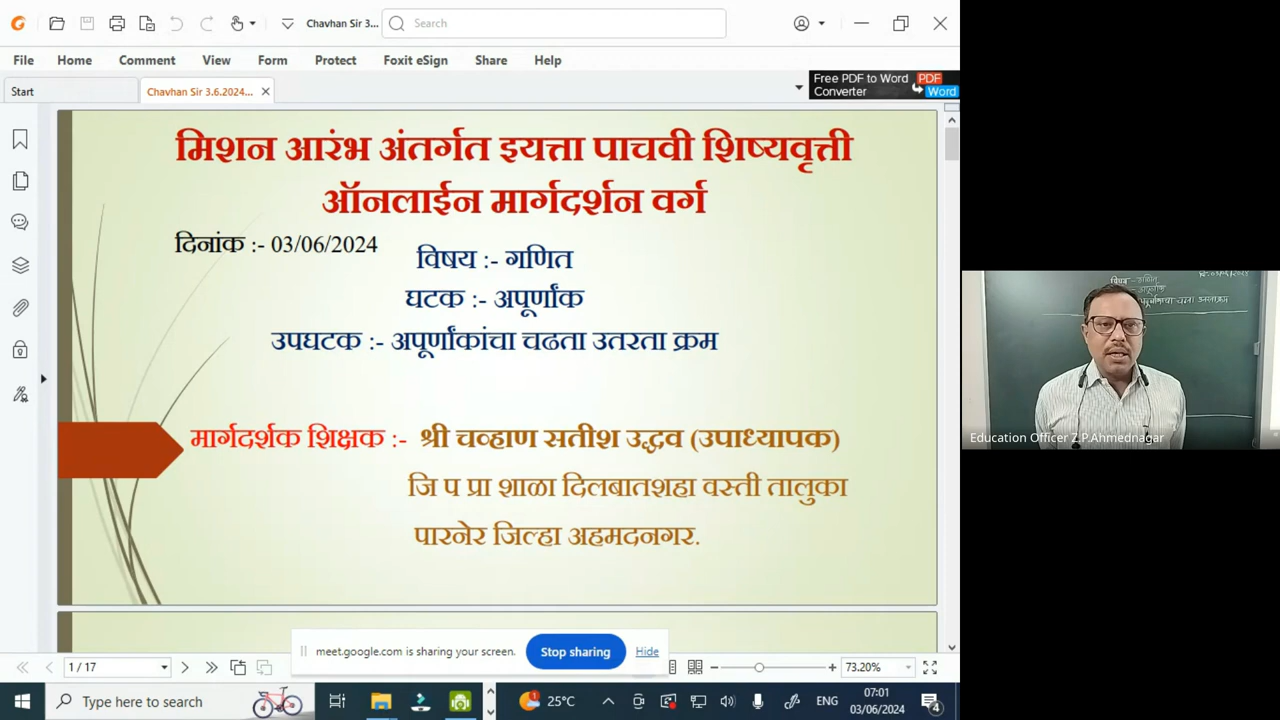 Chavhan Sir 3...
Search
File Home Comment View Form Protect Foxit eSign Share Help
Start
Chavhan Sir 3.6.2024...
Free PDF to Word Converter
PDF
Word
मिशन आरंभ अंतर्गत इयत्ता पाचवी शिष्यवृत्ती
ऑनलाईन मार्गदर्शन वर्ग
दिनांक :- 03/06/2024
विषय :- गणित
घटक :- अपूर्णांक
उपघटक :- अपूर्णांकांचा चढता उतरता क्रम
मार्गदर्शक शिक्षक :- श्री चव्हाण सतीश उद्धव (उपाध्यापक)
जि प प्रा शाळा दिलबातशहा वस्ती तालुका
पारनेर जिल्हा अहमदनगर.
Education Officer Z.P.Ahmednagar
meet.google.com is sharing your screen.
Stop sharing
Hide
1 / 17
73.20%
Type here to search
1
25°C
ENG
07:01
03/06/2024
4